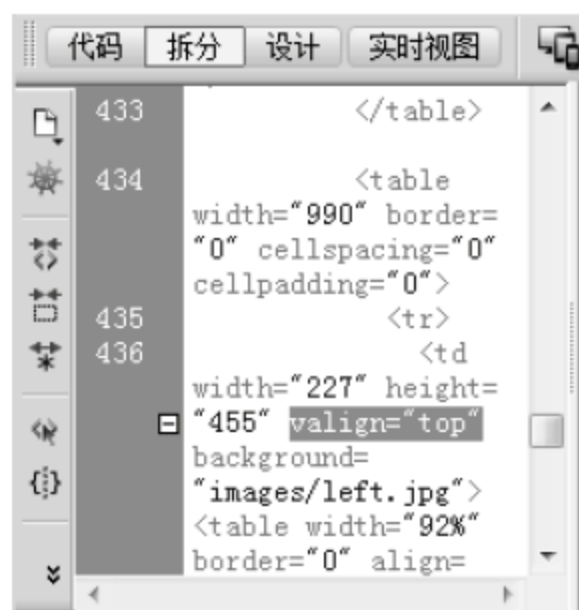 代码 拆分 设计 实时视图
433 </table>
434 <table
width="990" border=
"0" cellspacing="0"
cellpadding="0">
435 <tr>
436 <td
width="227" height=
"455" valign="top"
background=
"images/left.jpg">
<table width="92%"
border="0" align=